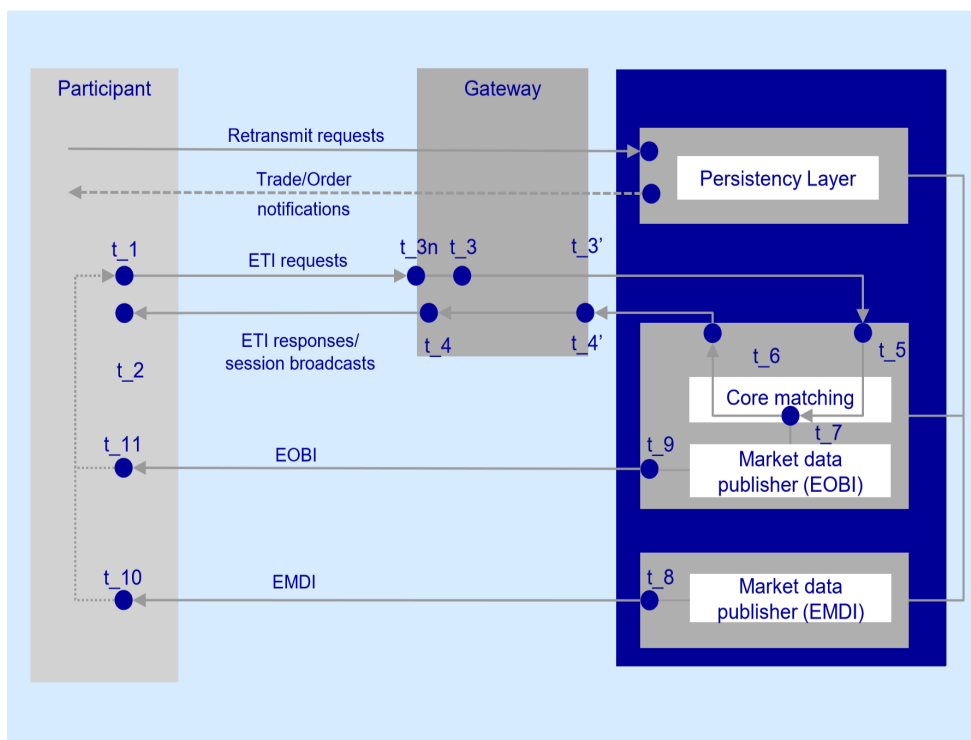 Participant
Gateway
Retransmit requests
Trade/Order
notifications
Persistency Layer
t_1
ETI requests
t_3n
t_3
t_3’
ETI responses/
session broadcasts
t_4
t_4’
t_2
t_6
t_5
Core matching
t_7
t_11
EOBI
t_9
Market data
publisher (EOBI)
t_10
EMDI
t_8
Market data
publisher (EMDI)